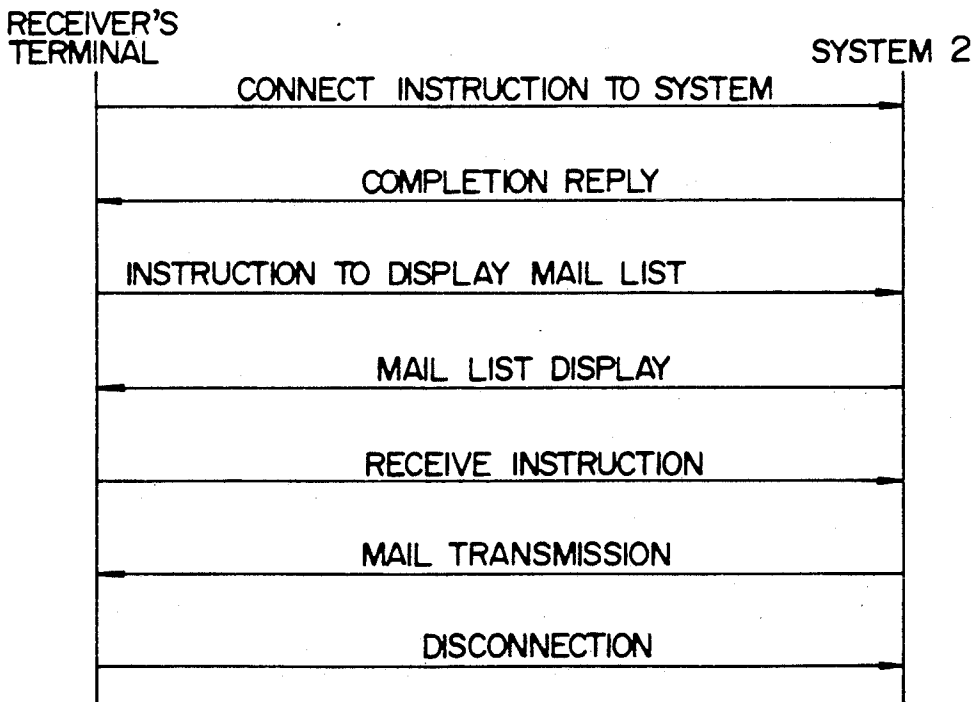 RECEIVER'S
TERMINAL
SYSTEM 2
CONNECT INSTRUCTION TO SYSTEM
COMPLETION REPLY
INSTRUCTION TO DISPLAY MAIL LIST
MAIL LIST DISPLAY
RECEIVE INSTRUCTION
MAIL TRANSMISSION
DISCONNECTION